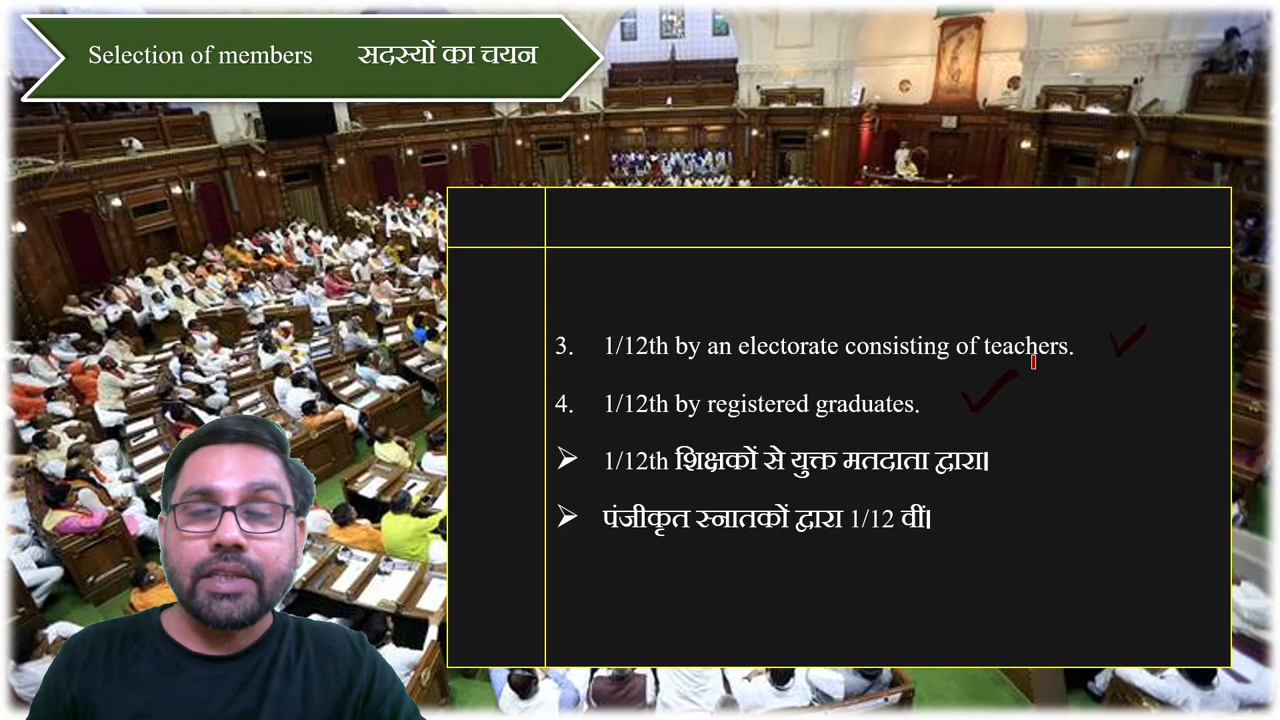 Selection of members सदस्यों का चयन
3. 1/12th by an electorate consisting of teachers.
4. 1/12th by registered graduates.
➢ 1/12th शिक्षकों से युक्त मतदाता द्वारा।
➢ पंजीकृत स्नातकों द्वारा 1/12 वीं।